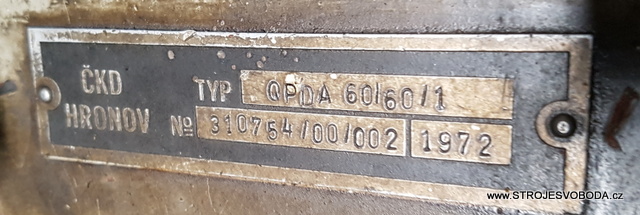 ČKD
HRONOV
TYP QPDA 60/60/1
№ 310754/00/002 1972
www.STROJESVOBODA.cz